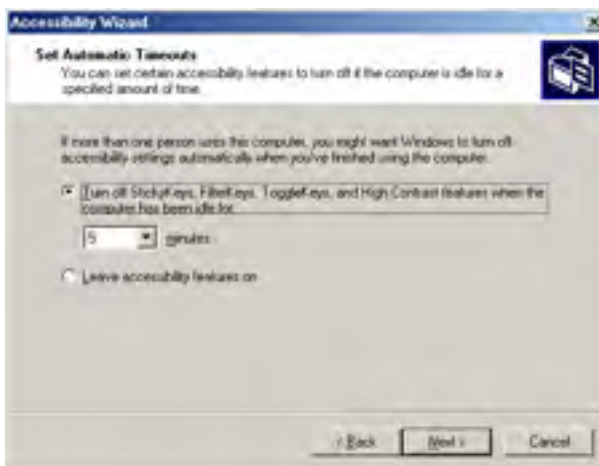 Accessibility Wizard
Set Automatic Timeouts
You can set certain accessibility features to turn off if the computer is idle for a
specified amount of time.
If more than one person uses this computer, you might want Windows to turn off
accessibility settings automatically when you've finished using the computer.
Turn off StickyKeys, FilterKeys, ToggleKeys, and High Contrast features when the
computer has been idle for:
5 minutes
Leave accessibility features on
< Back Next > Cancel